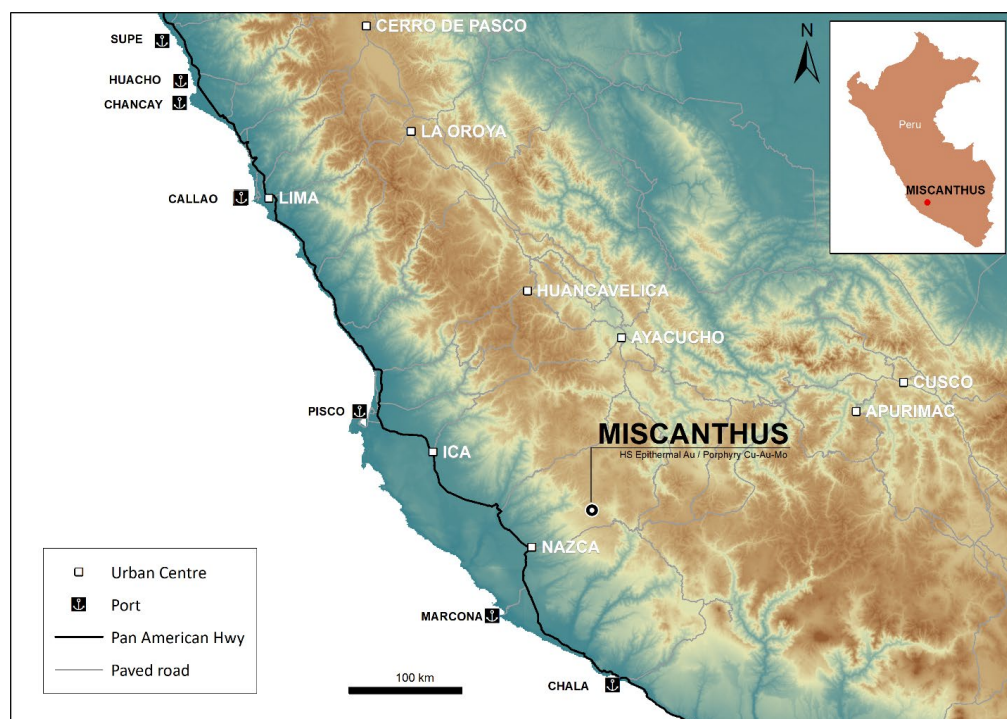 CERRO DE PASCO
SUPE
HUACHO
CHANCAY
LA OROYA
CALLAO
LIMA
HUANCAVELICA
AYACUCHO
CUSCO
APURIMAC
PISCO
MISCANTHUS
HS Epithermal Au / Porphyry Cu-Au-Mo
ICA
NAZCA
MARCONA
CHALA
N
Peru
MISCANTHUS
Urban Centre
Port
Pan American Hwy
Paved road
100 km